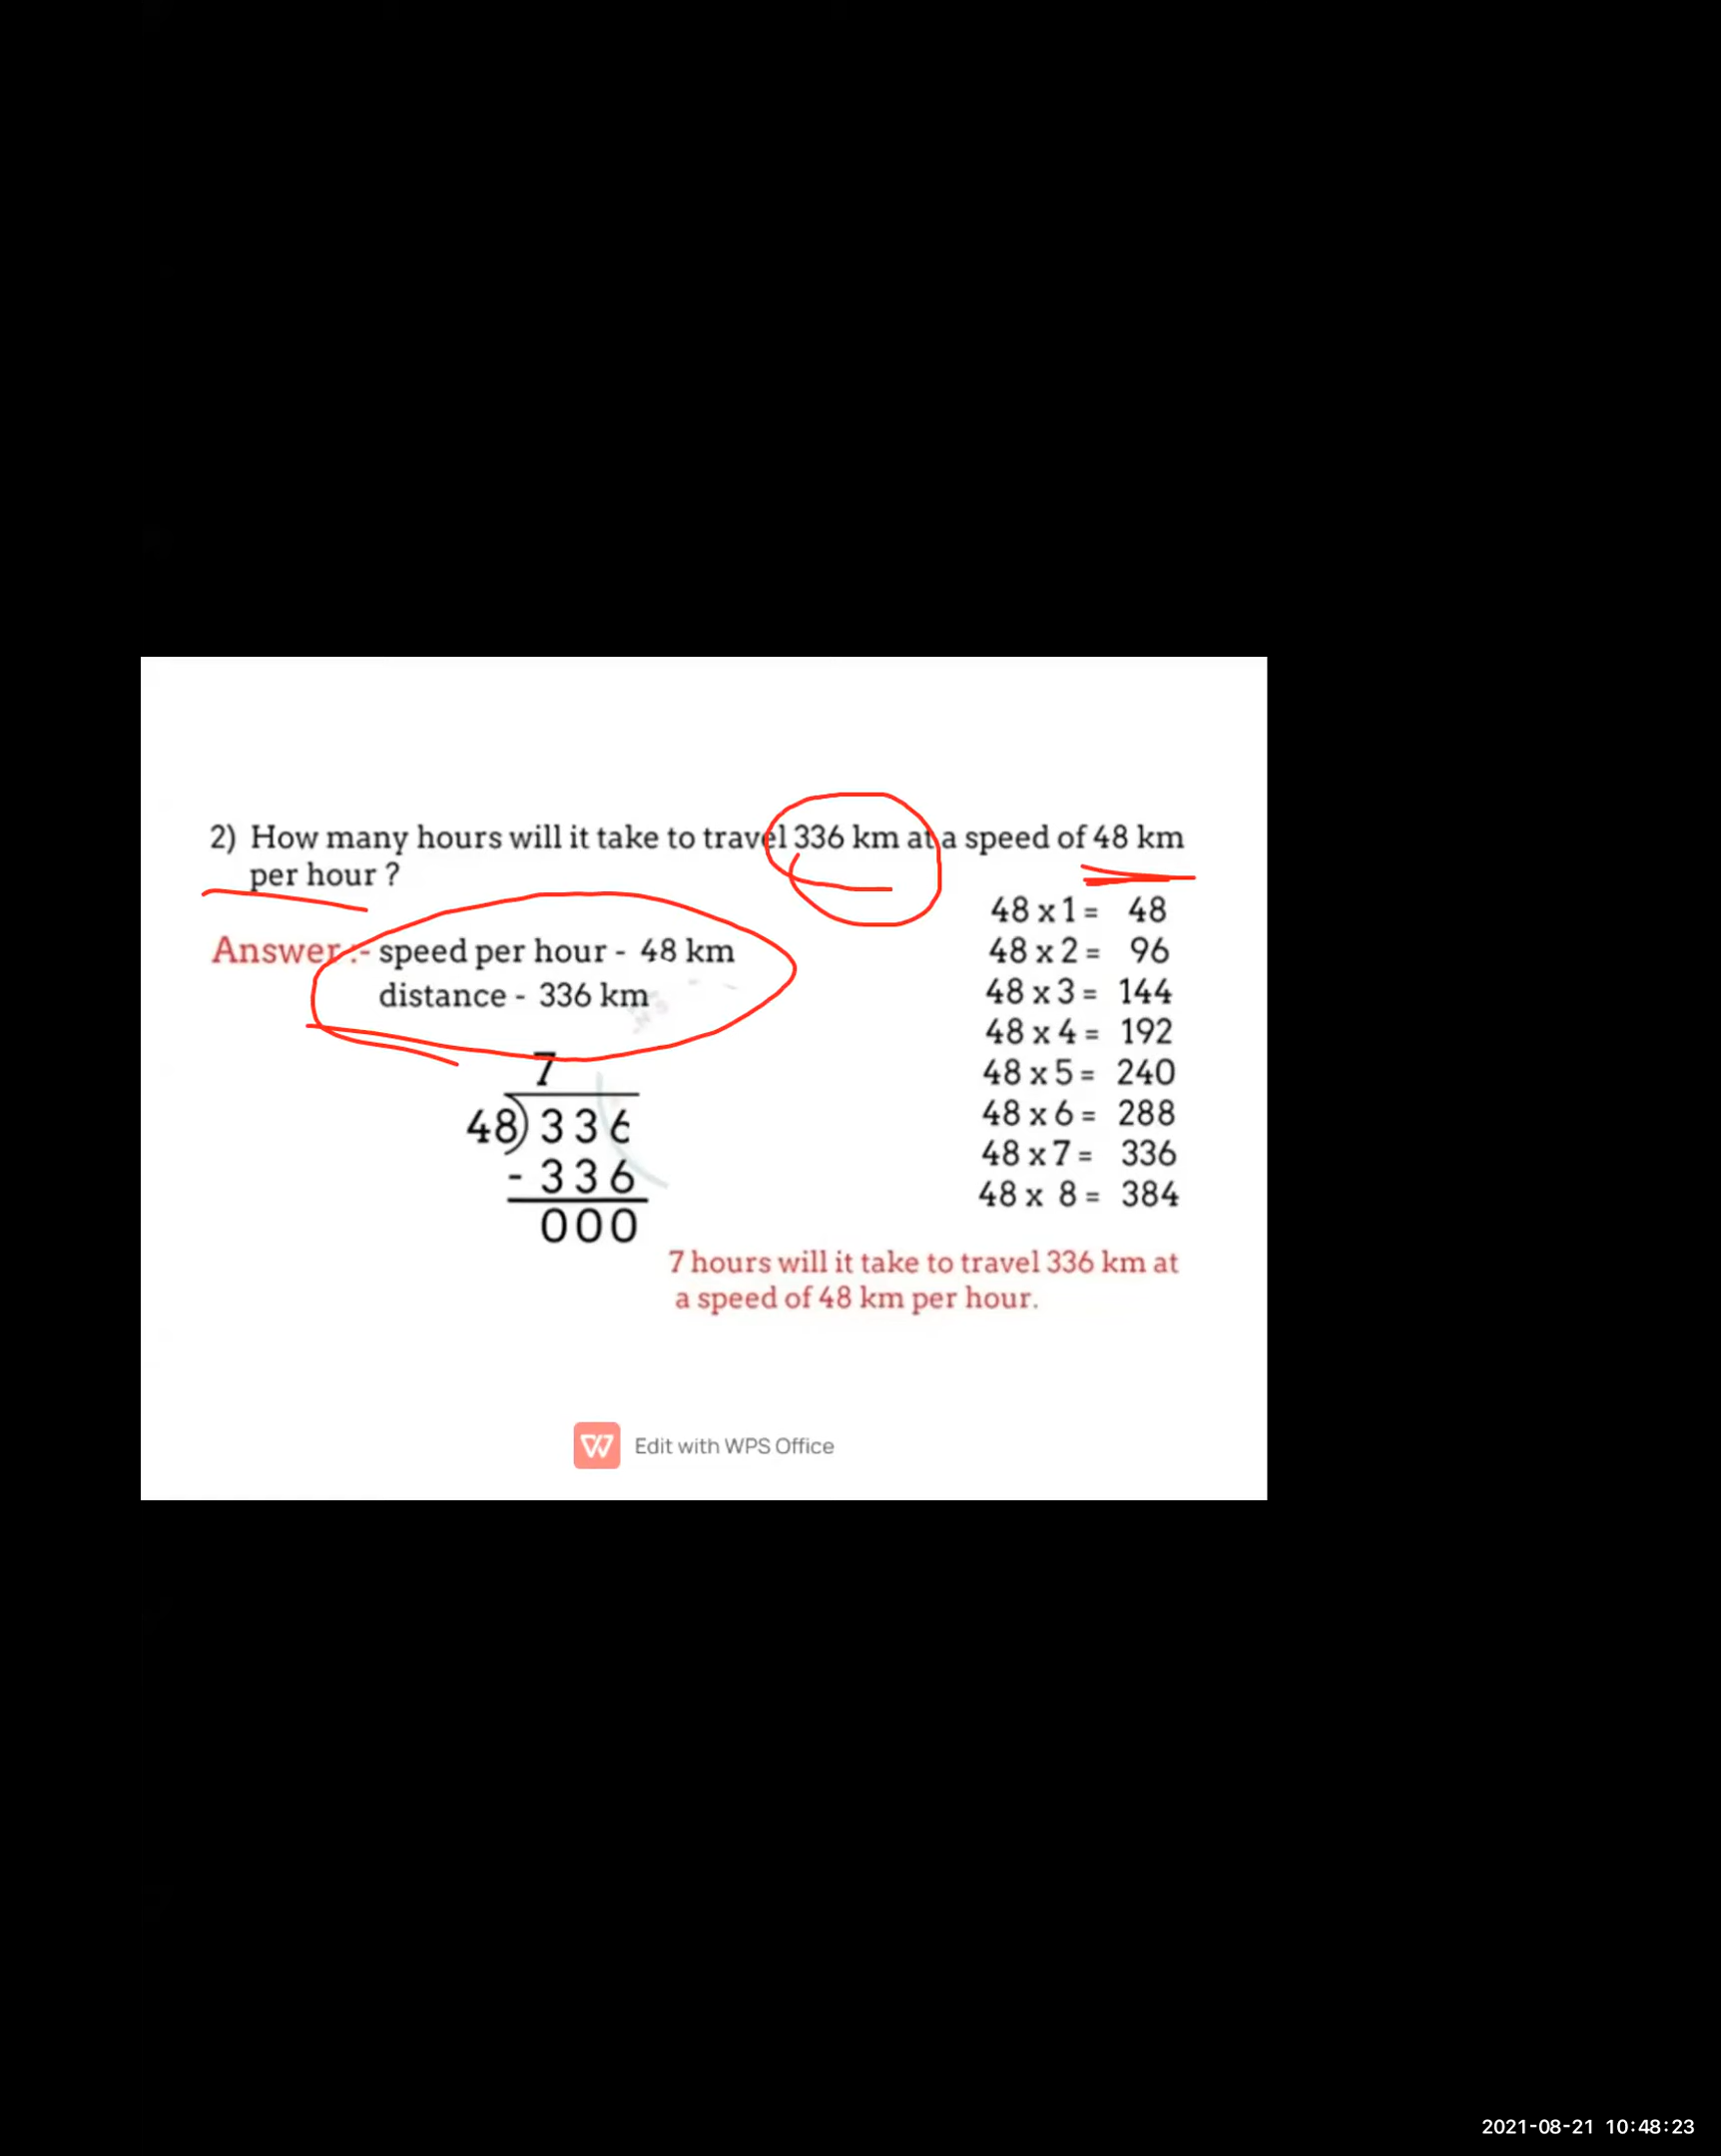 2) How many hours will it take to travel 336 km at a speed of 48 km
per hour ?
Answer :- speed per hour - 48 km
distance - 336 km
7
48)336
- 336
000
48 x 1 = 48
48 x 2 = 96
48 x 3 = 144
48 x 4 = 192
48 x 5 = 240
48 x 6 = 288
48 x 7 = 336
48 x 8 = 384
7 hours will it take to travel 336 km at
a speed of 48 km per hour.
Edit with WPS Office
2021-08-21 10:48:23